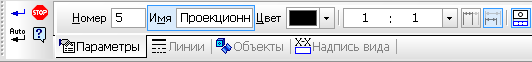 STOP
Номер 5 Имя Проекционн Цвет 1 : 1
Auto
Параметры Линии Объекты Надпись вида